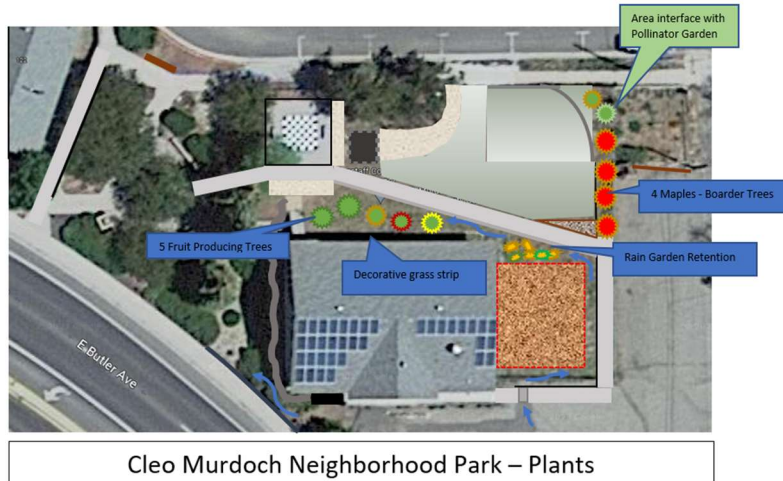 Area interface with
Pollinator Garden
4 Maples - Boarder Trees
5 Fruit Producing Trees
Decorative grass strip
Rain Garden Retention
E Butler Ave
Cleo Murdoch Neighborhood Park – Plants